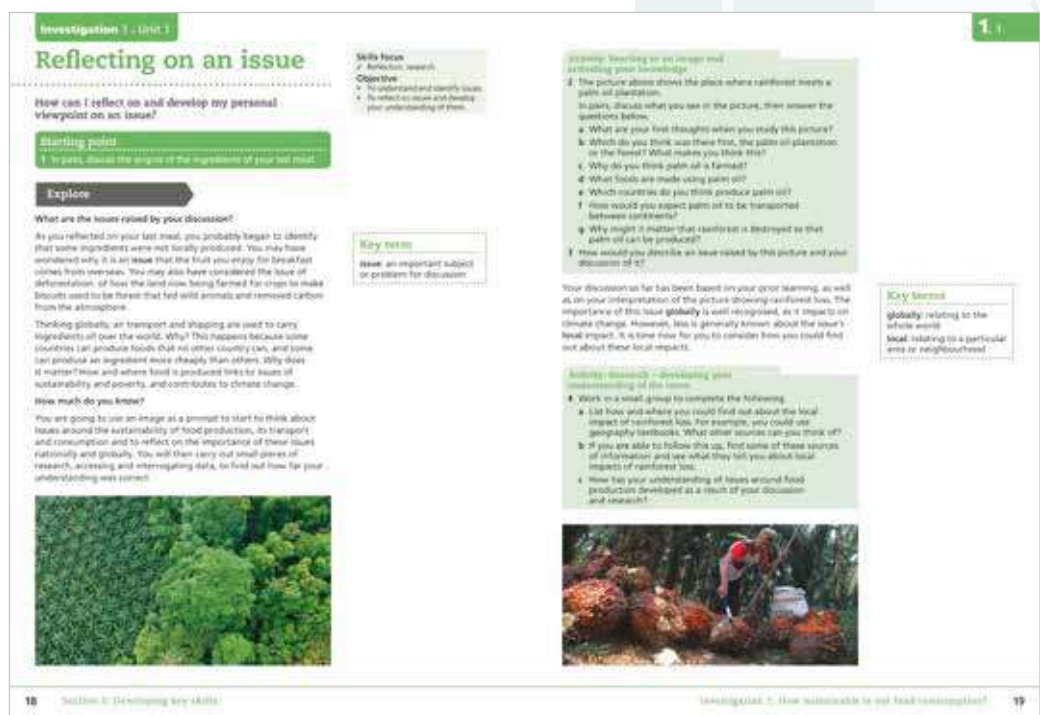 Investigation 1 - Unit 1
1.1
Reflecting on an issue
How can I reflect on and develop my personal
viewpoint on an issue?
Starting point
1 In pairs, discuss the origins of the ingredients of your last meal.
Explore
What are the issues raised by your discussion?
As you reflected on your last meal, you probably began to identify
that some ingredients were not locally produced. You may have
wondered why it is an issue that the fruit you enjoy for breakfast
comes from overseas. You may also have considered the issue of
deforestation: of how the land now being farmed for crops to make
biscuits used to be forest that fed wild animals and removed carbon
from the atmosphere.
Thinking globally, air transport and shipping are used to carry
ingredients all over the world. Why? This happens because some
countries can produce foods that no other country can, and some
can produce an ingredient more cheaply than others. Why does
it matter? How and where food is produced links to issues of
sustainability and poverty, and contributes to climate change.
How much do you know?
You are going to use an image as a prompt to start to think about
issues around the sustainability of food production, its transport
and consumption and to reflect on the importance of these issues
nationally and globally. You will then carry out small pieces of
research, accessing and interrogating data, to find out how far your
understanding was correct.
Skills focus
✓ Reflection, research
Objective
To understand and identify issues
To reflect on issues and develop
your understanding of them.
Key term
issue: an important subject
or problem for discussion
18 Section 1: Developing key skills
Activity: Reacting to an image and
activating your knowledge
2 The picture above shows the place where rainforest meets a
palm oil plantation.
In pairs, discuss what you see in the picture, then answer the
questions below.
a What are your first thoughts when you study this picture?
b Which do you think was there first, the palm oil plantation
or the forest? What makes you think this?
c Why do you think palm oil is farmed?
d What foods are made using palm oil?
e Which countries do you think produce palm oil?
f How would you expect palm oil to be transported
between continents?
g Why might it matter that rainforest is destroyed so that
palm oil can be produced?
3 How would you describe an issue raised by this picture and your
discussion of it?
Your discussion so far has been based on your prior learning, as well
as on your interpretation of the picture showing rainforest loss. The
importance of this issue globally is well recognised, as it impacts on
climate change. However, less is generally known about the issue's
local impact. It is time now for you to consider how you could find
out about these local impacts.
Key terms
globally: relating to the
whole world
local: relating to a particular
area or neighbourhood
Activity: Research – developing your
understanding of the issue
4 Work in a small group to complete the following.
a List how and where you could find out about the local
impact of rainforest loss. For example, you could use
geography textbooks. What other sources can you think of?
b If you are able to follow this up, find some of these sources
of information and see what they tell you about local
impacts of rainforest loss.
c How has your understanding of issues around food
production developed as a result of your discussion
and research?
Investigation 1: How sustainable is our food consumption? 19